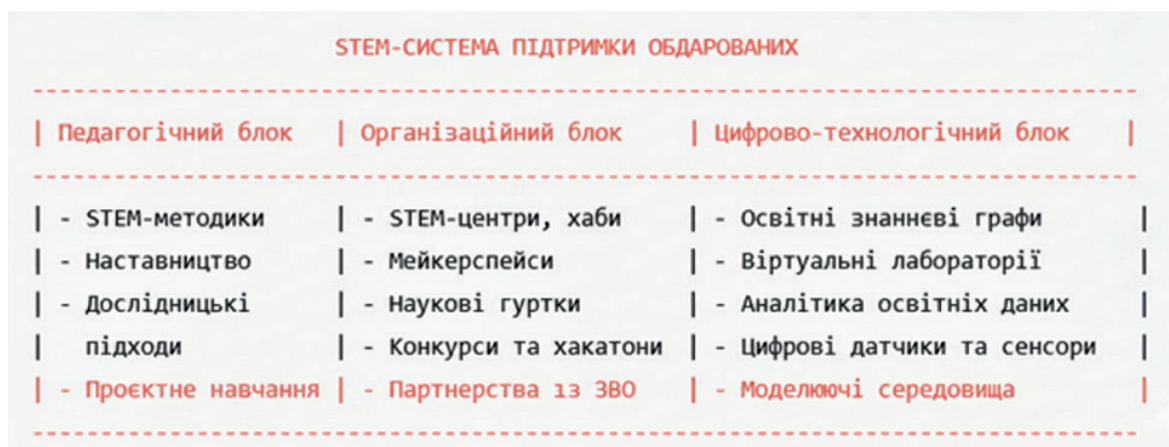 STEM-СИСТЕМА ПІДТРИМКИ ОБДАРОВАНИХ
--------------------------------------------------------------------------------
| Педагогічний блок | Організаційний блок | Цифрово-технологічний блок |
--------------------------------------------------------------------------------
| - STEM-методики | - STEM-центри, хаби | - Освітні знаннєві графи |
| - Наставництво | - Мейкерспейси | - Віртуальні лабораторії |
| - Дослідницькі | - Наукові гуртки | - Аналітика освітніх даних |
| підходи | - Конкурси та хакатони | - Цифрові датчики та сенсори |
| - Проєктне навчання | - Партнерства із ЗВО | - Моделюючі середовища |
--------------------------------------------------------------------------------